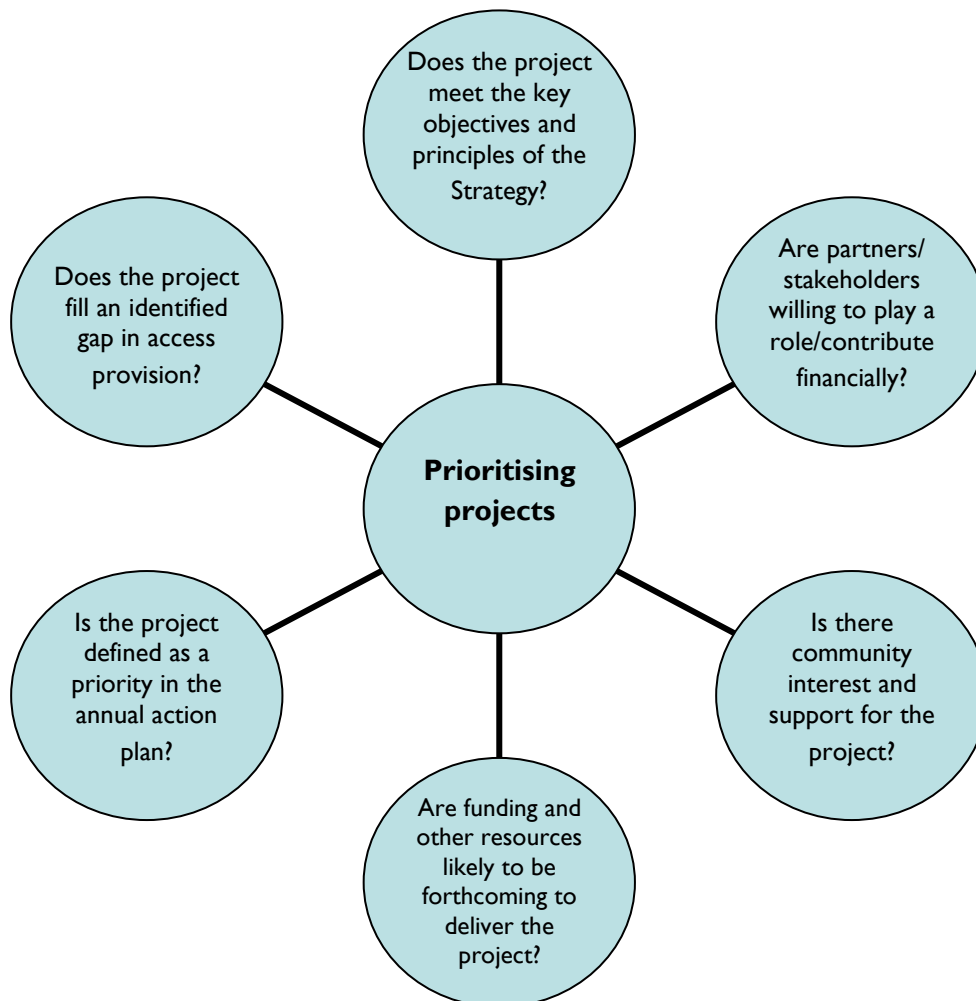 Does the project
meet the key
objectives and
principles of the
Strategy?
Does the project
fill an identified
gap in access
provision?
Are partners/
stakeholders
willing to play a
role/contribute
financially?
Prioritising
projects
Is the project
defined as a
priority in the
annual action
plan?
Is there
community
interest and
support for the
project?
Are funding and
other resources
likely to be
forthcoming to
deliver the
project?